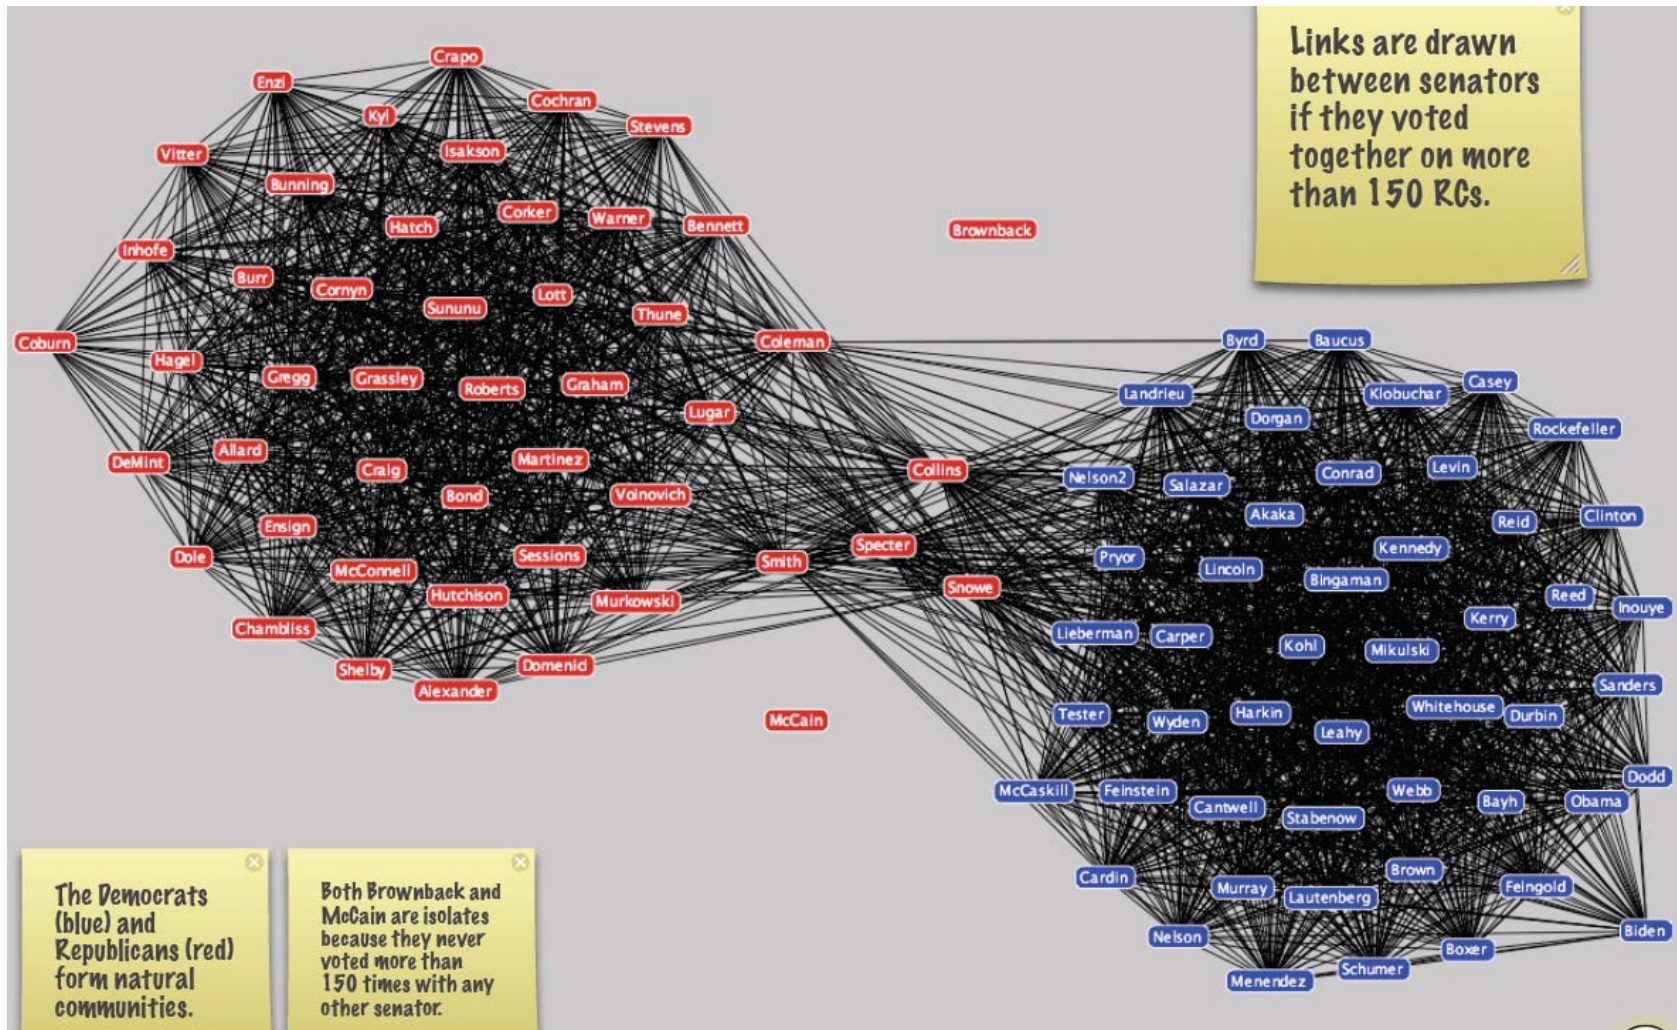 Links are drawn
between senators
if they voted
together on more
than 150 RCs.
Crapo
Enzi
Cochran
Kyl
Stevens
Isakson
Vitter
Bunning
Corker
Warner
Hatch
Bennett
Brownback
Inhofe
Burr
Cornyn
Lott
Sununu
Thune
Coburn
Coleman
Byrd
Baucus
Hagel
Gregg
Grassley
Roberts
Graham
Casey
Landrieu
Klobuchar
Lugar
Dorgan
Rockefeller
Allard
DeMint
Craig
Martinez
Collins
Nelson2
Salazar
Conrad
Levin
Bond
Voinovich
Akaka
Reid
Clinton
Ensign
Dole
Sessions
Specter
Smith
Pryor
Kennedy
McConnell
Lincoln
Bingaman
Hutchison
Murkowski
Snowe
Reed
Inouye
Chambliss
Lieberman
Carper
Kohl
Mikulski
Kerry
Shelby
Domenici
Alexander
Sanders
McCain
Tester
Wyden
Harkin
Leahy
Whitehouse
Durbin
McCaskill
Feinstein
Cantwell
Stabenow
Webb
Bayh
Obama
Dodd
Cardin
Murray
Lautenberg
Brown
Feingold
Nelson
Boxer
Biden
Menendez
Schumer
The Democrats
(blue) and
Republicans (red)
form natural
communities.
Both Brownback and
McCain are isolates
because they never
voted more than
150 times with any
other senator.